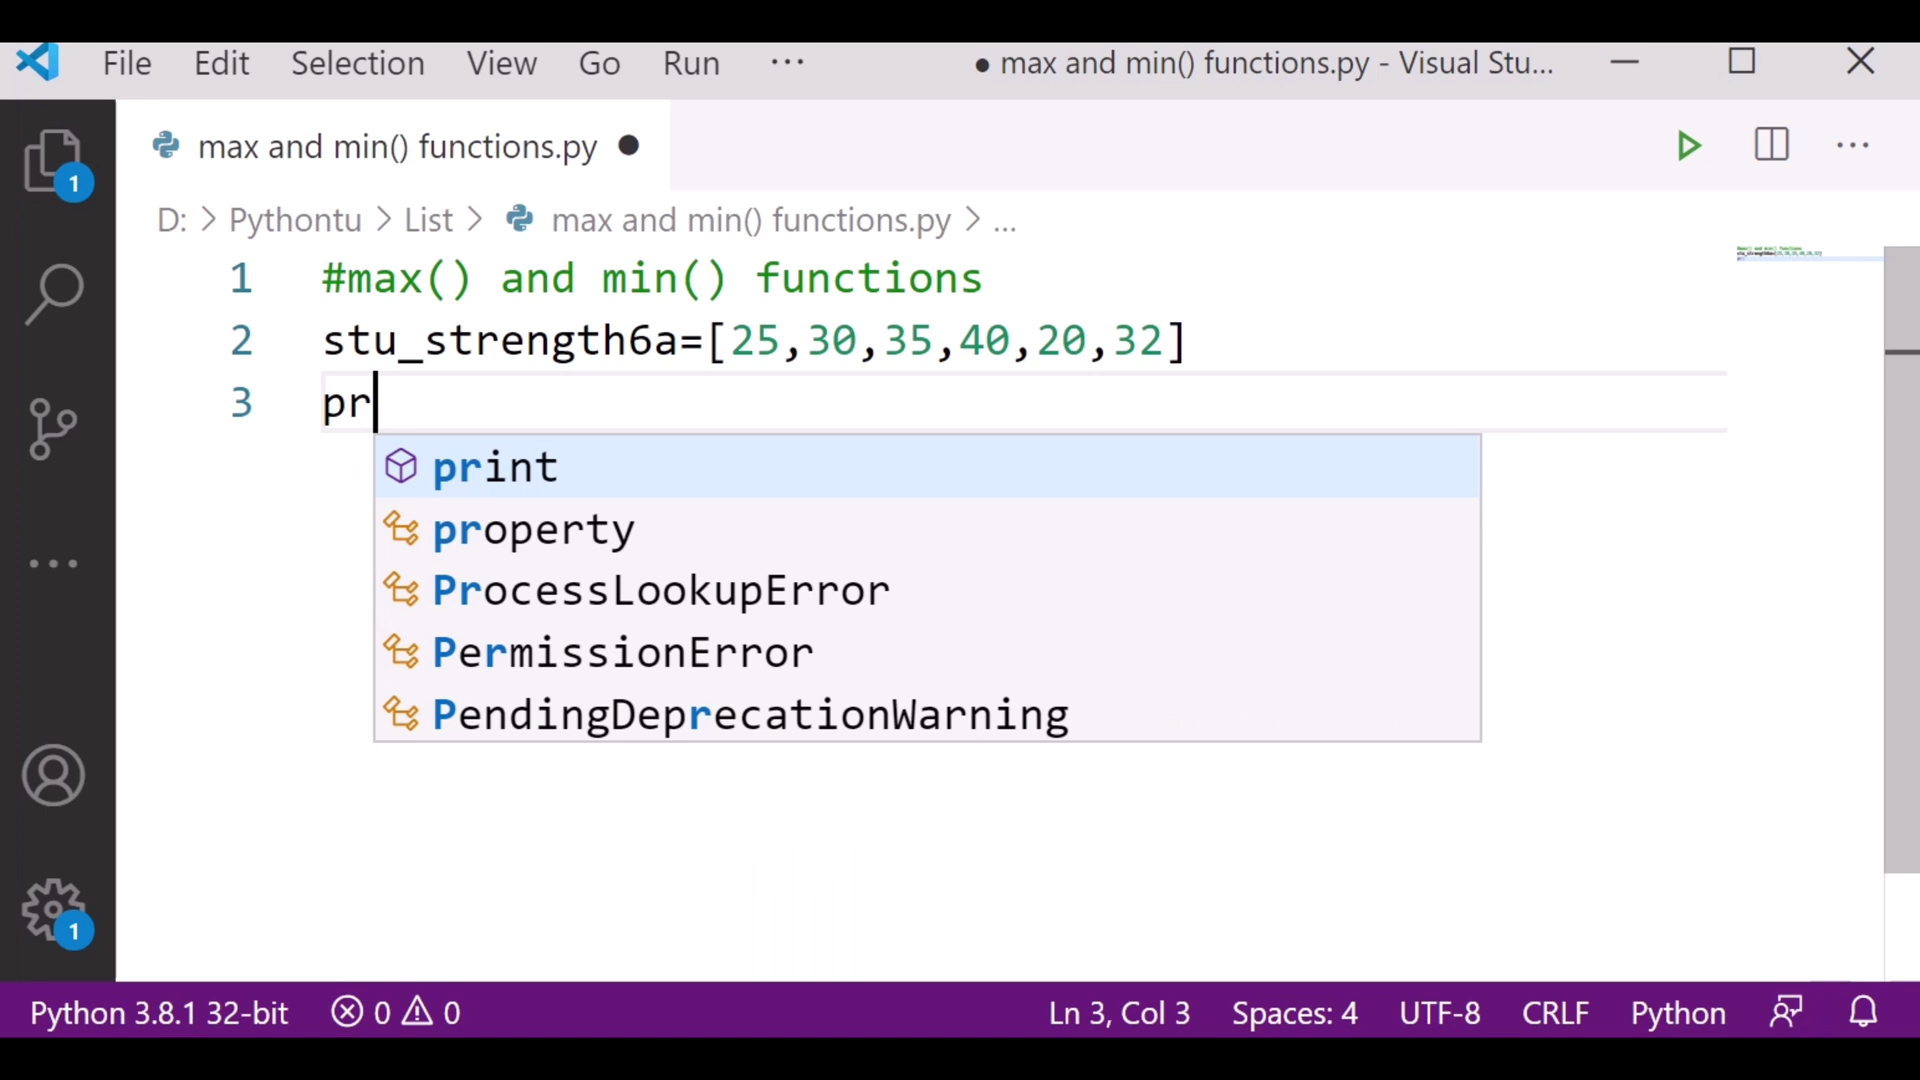 File Edit Selection View Go Run ··· ● max and min() functions.py - Visual Stu...
max and min() functions.py ●
D: > Pythontu > List > max and min() functions.py > ...
1 #max() and min() functions
2 stu_strength6a=[25,30,35,40,20,32]
3 pr
print
property
ProcessLookupError
PermissionError
PendingDeprecationWarning
1
1
Python 3.8.1 32-bit 0 0 Ln 3, Col 3 Spaces: 4 UTF-8 CRLF Python